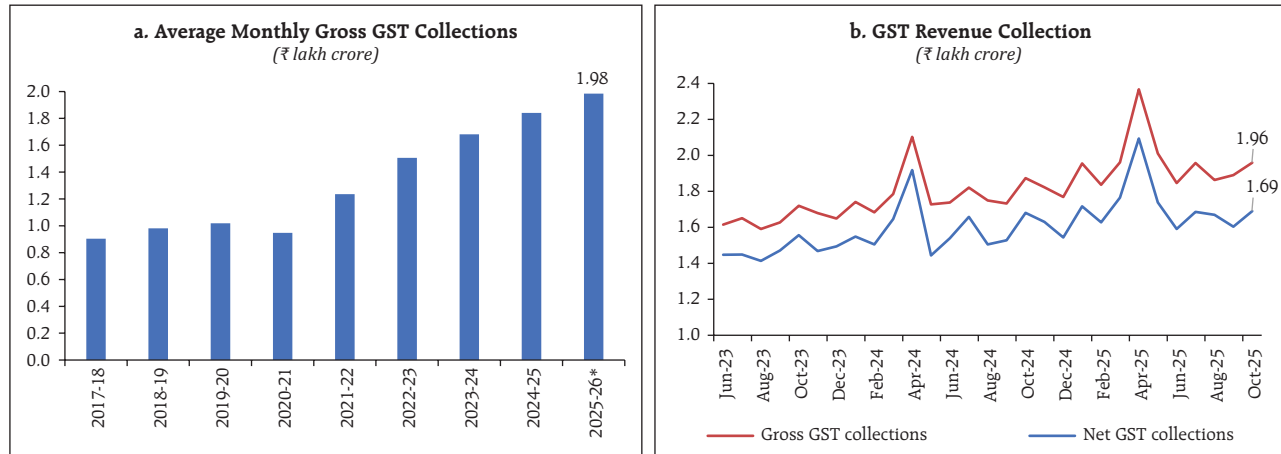 a. Average Monthly Gross GST Collections
(₹ lakh crore)
2.0
1.8
1.6
1.4
1.2
1.0
0.8
0.6
0.4
0.2
0.0
1.98
2017-18
2018-19
2019-20
2020-21
2021-22
2022-23
2023-24
2024-25
2025-26*
b. GST Revenue Collection
(₹ lakh crore)
2.4
2.2
2.0
1.8
1.6
1.4
1.2
1.0
1.96
1.69
Jun-23
Aug-23
Oct-23
Dec-23
Feb-24
Apr-24
Jun-24
Aug-24
Oct-24
Dec-24
Feb-25
Apr-25
Jun-25
Aug-25
Oct-25
Gross GST collections
Net GST collections